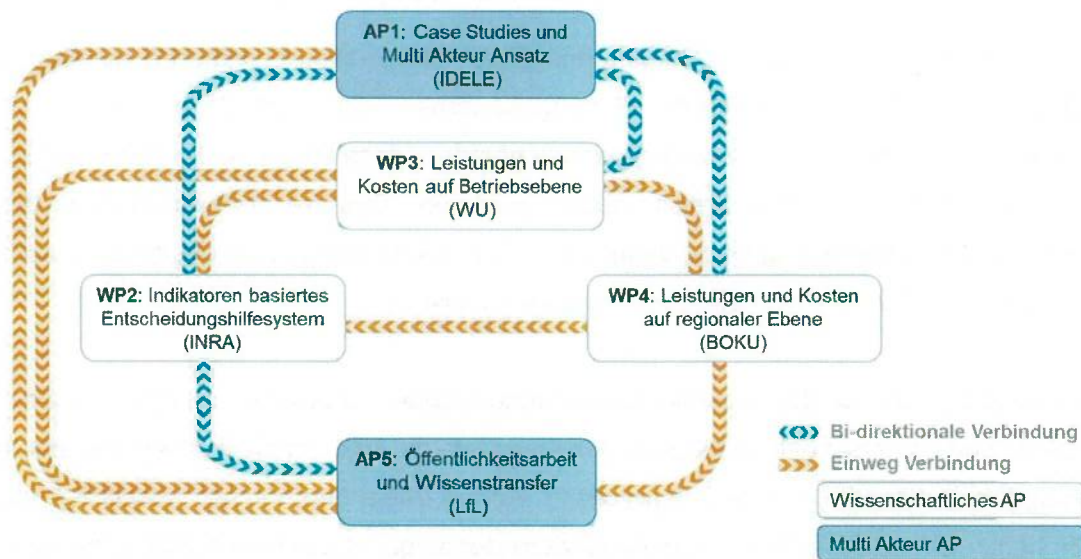 AP1: Case Studies und
Multi Akteur Ansatz
(IDELE)
WP3: Leistungen und
Kosten auf Betriebsebene
(WU)
WP2: Indikatoren basiertes
Entscheidungshilfesystem
(INRA)
WP4: Leistungen und Kosten
auf regionaler Ebene
(BOKU)
AP5: Öffentlichkeitsarbeit
und Wissenstransfer
(LfL)
Bi-direktionale Verbindung
Einweg Verbindung
Wissenschaftliches AP
Multi Akteur AP